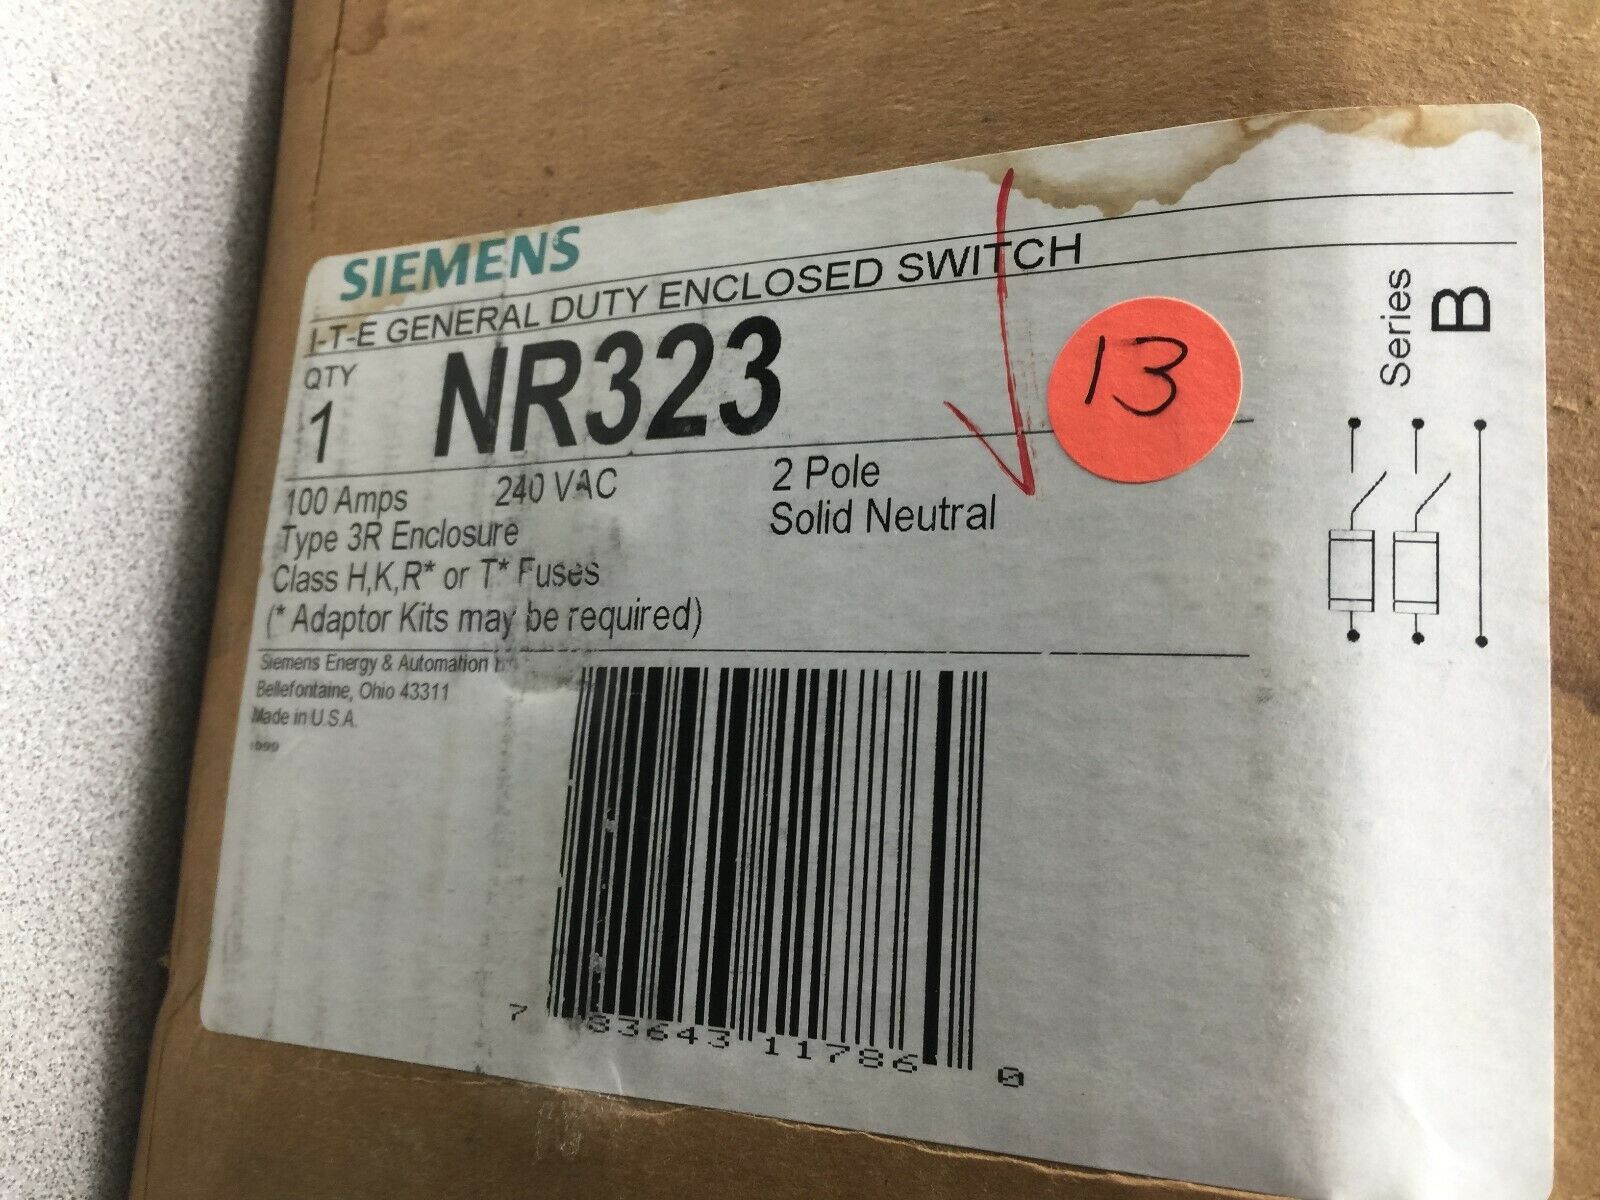 SIEMENS
I-T-E GENERAL DUTY ENCLOSED SWITCH
QTY
1
NR323
13
Series
B
100 Amps 240 VAC
2 Pole
Type 3R Enclosure
Solid Neutral
Class H,K,R* or T* Fuses
(* Adaptor Kits may be required)
Siemens Energy & Automation
Bellefontaine, Ohio 43311
Made in U.S.A.
7 83643 11786 0